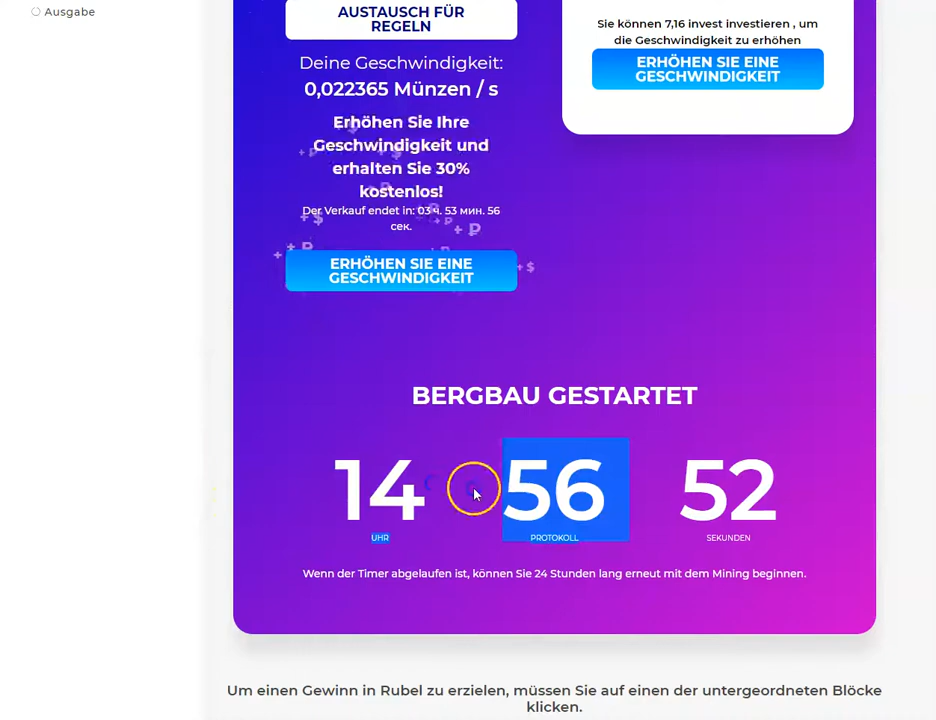 Ausgabe
AUSTAUSCH FÜR
REGELN
Deine Geschwindigkeit:
0,022365 Münzen / s
Erhöhen Sie Ihre
Geschwindigkeit und
erhalten Sie 30%
kostenlos!
Der Verkauf endet in: 03 ч. 53 мин. 56
сек.
ERHÖHEN SIE EINE
GESCHWINDIGKEIT
Sie können 7,16 invest investieren , um
die Geschwindigkeit zu erhöhen
ERHÖHEN SIE EINE
GESCHWINDIGKEIT
BERGBAU GESTARTET
14 56 52
UHR PROTOKOLL SEKUNDEN
Wenn der Timer abgelaufen ist, können Sie 24 Stunden lang erneut mit dem Mining beginnen.
Um einen Gewinn in Rubel zu erzielen, müssen Sie auf einen der untergeordneten Blöcke
klicken.